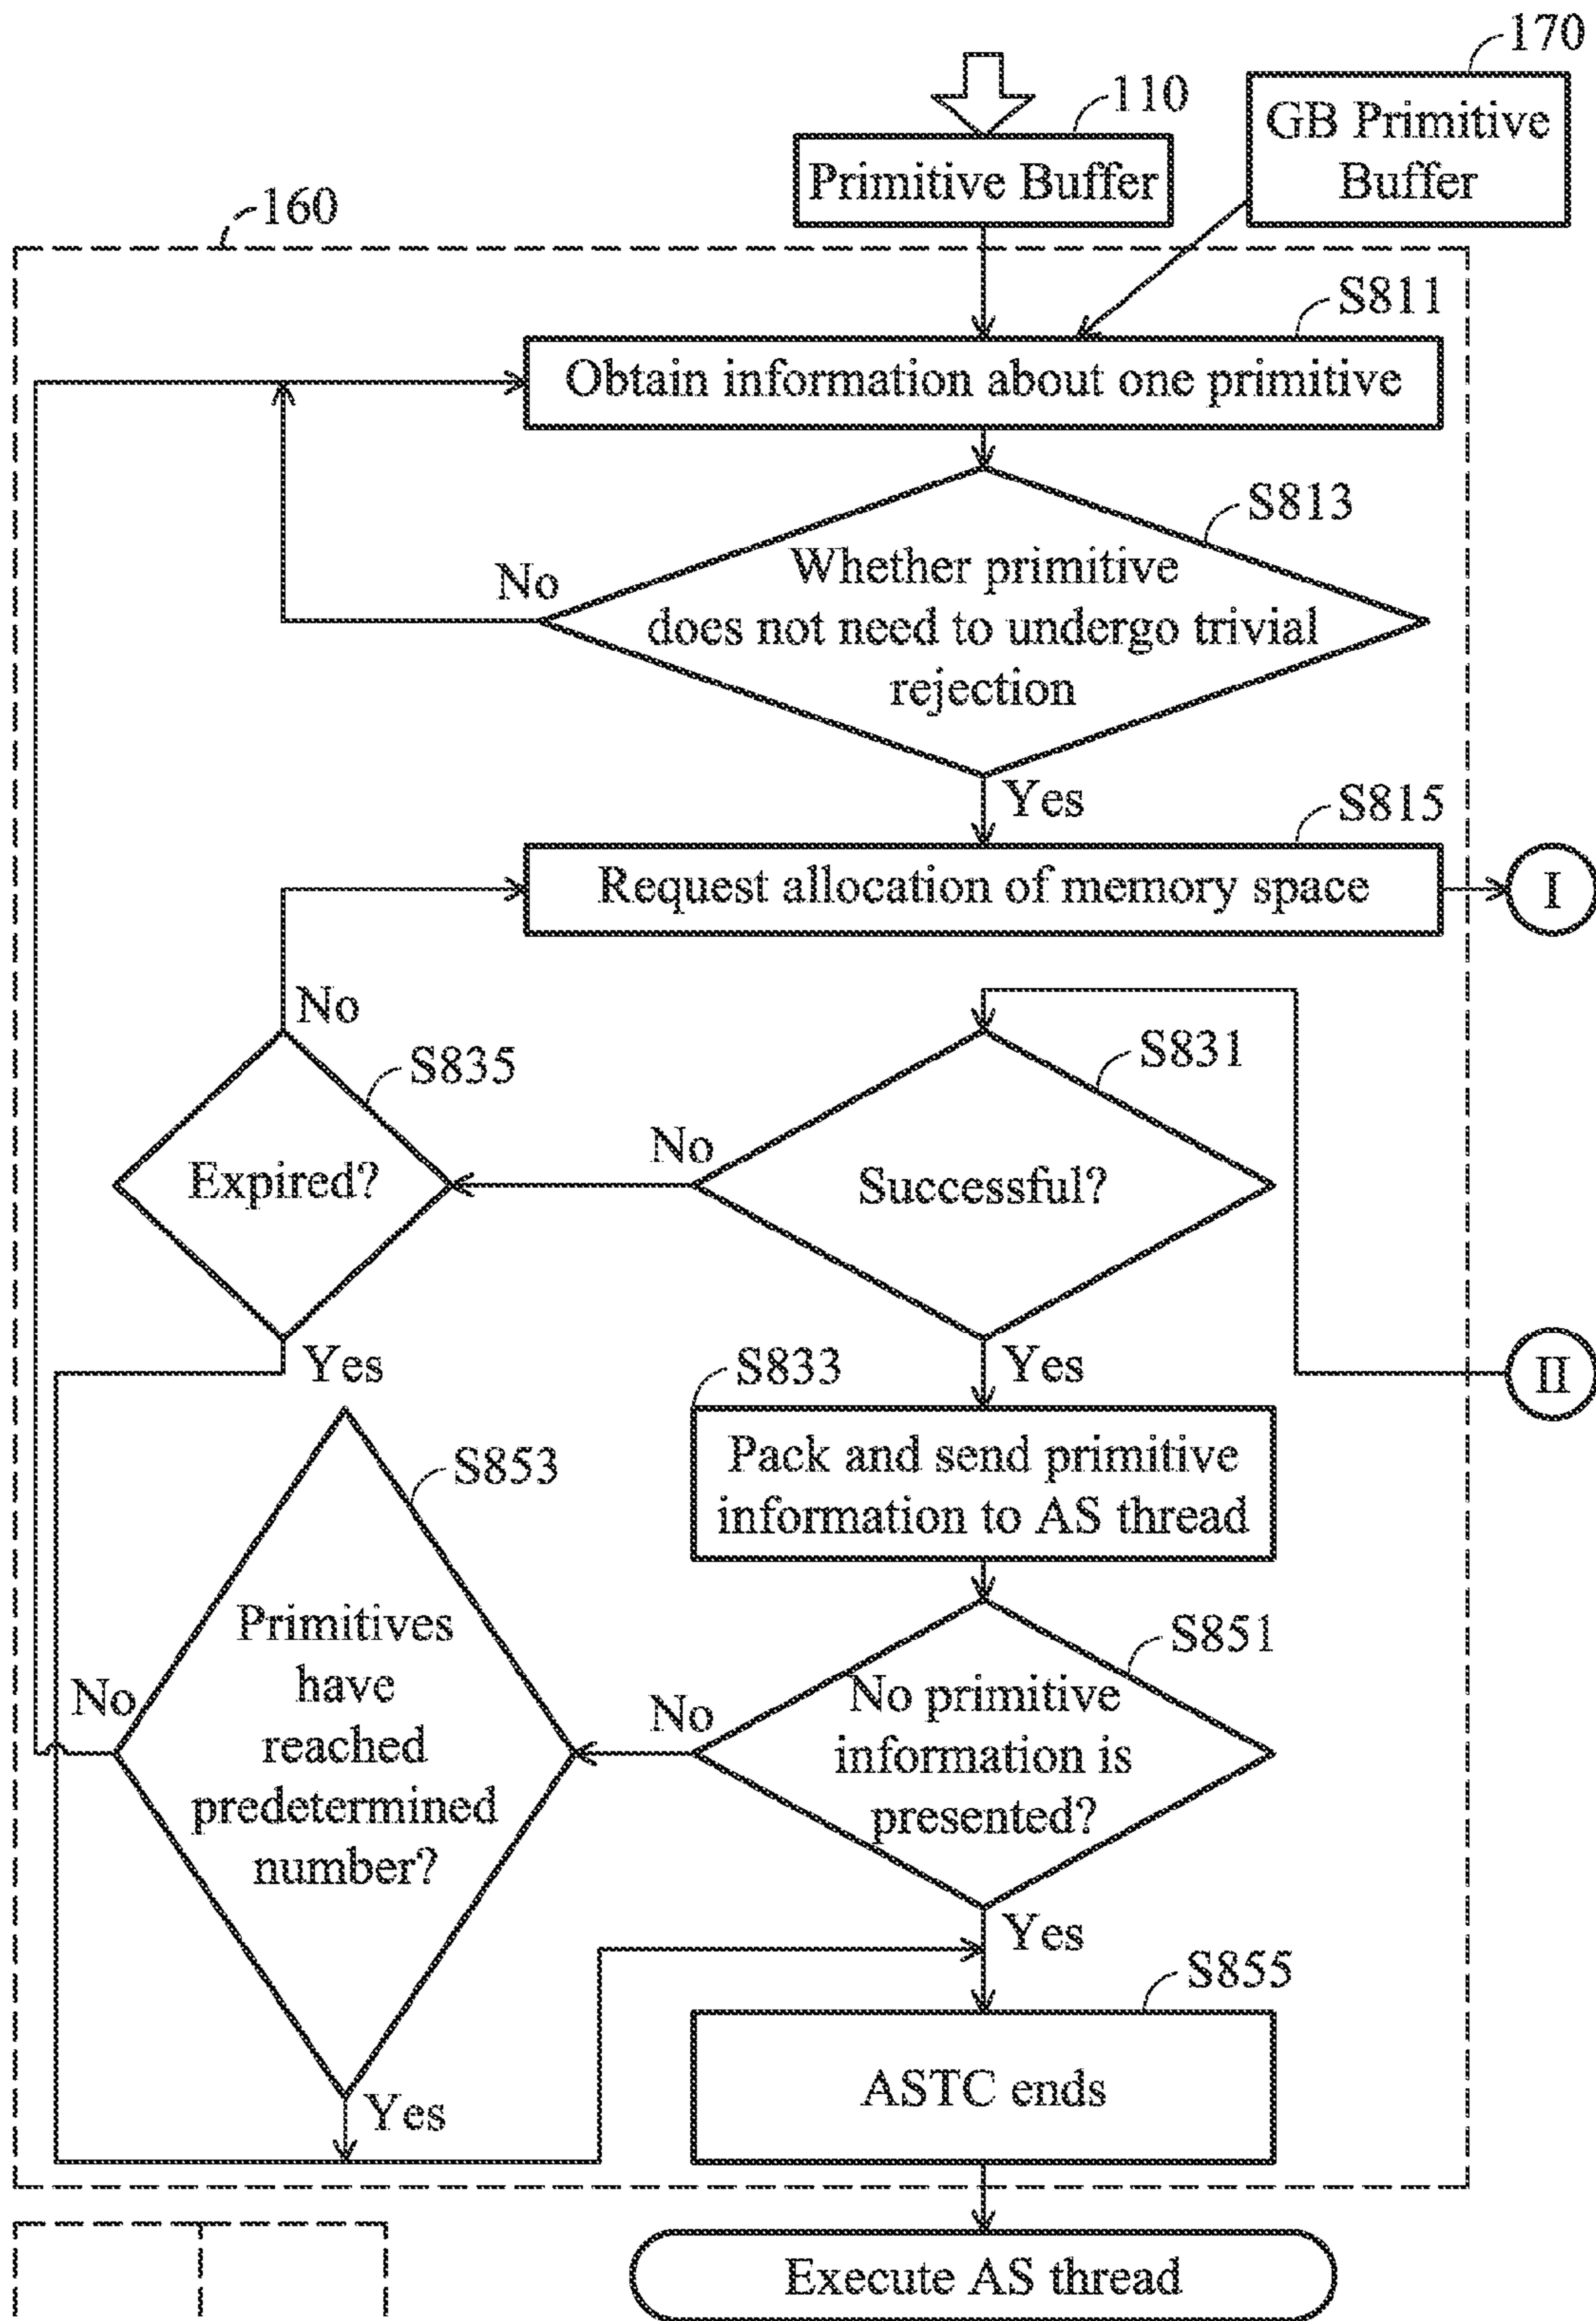 170
110
GB Primitive
Buffer
Primitive Buffer
160
S811
Obtain information about one primitive
S813
Whether primitive
does not need to undergo trivial
rejection
No
Yes
S815
Request allocation of memory space
I
No
S835
S831
Expired?
No
Successful?
Yes
Yes
II
S833
Pack and send primitive
information to AS thread
S853
S851
Primitives
have
reached
predetermined
number?
No
No
No primitive
information is
presented?
Yes
S855
ASTC ends
Yes
Execute AS thread